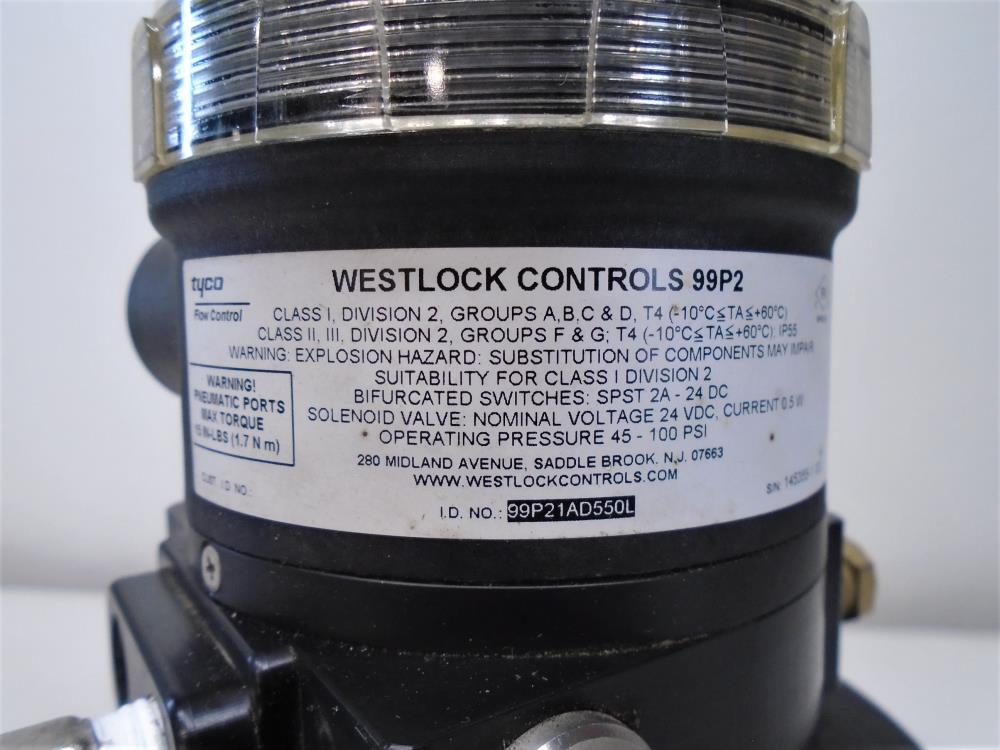 tyco
Flow Control
WESTLOCK CONTROLS 99P2
CLASS I, DIVISION 2, GROUPS A,B,C & D, T4 (-10°C≦TA≦+60°C)
CLASS II, III, DIVISION 2, GROUPS F & G; T4 (-10°C≦TA≦+60°C); IP55
WARNING: EXPLOSION HAZARD: SUBSTITUTION OF COMPONENTS MAY IMPAIR
SUITABILITY FOR CLASS I DIVISION 2
BIFURCATED SWITCHES: SPST 2A - 24 DC
SOLENOID VALVE: NOMINAL VOLTAGE 24 VDC, CURRENT 0.5 W
OPERATING PRESSURE 45 - 100 PSI
280 MIDLAND AVENUE, SADDLE BROOK, N.J. 07663
WWW.WESTLOCKCONTROLS.COM
I.D. NO.: 99P21AD550L
WARNING!
PNEUMATIC PORTS
MAX TORQUE
15 IN-LBS (1.7 N m)
CUST. I.D NO.:
S/N: